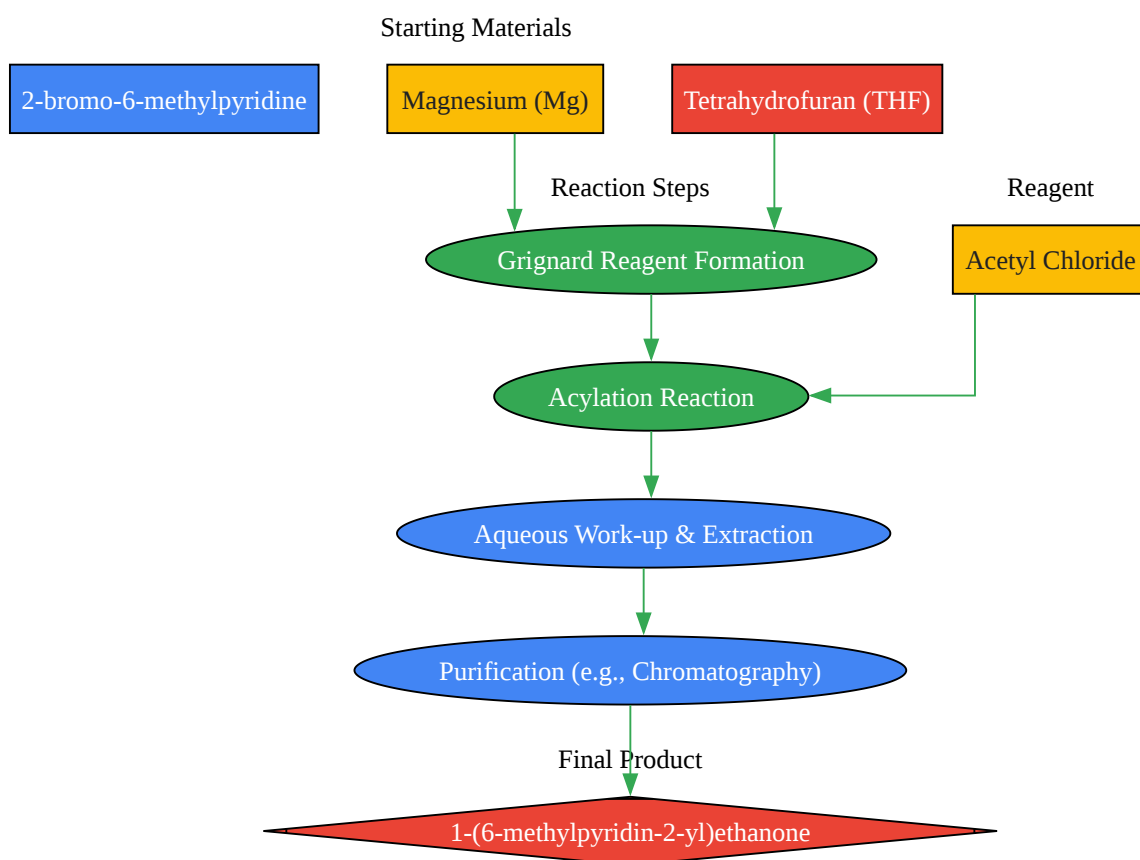 Starting Materials
2-bromo-6-methylpyridine
Magnesium (Mg)
Tetrahydrofuran (THF)
Reaction Steps
Reagent
Grignard Reagent Formation
Acetyl Chloride
Acylation Reaction
Aqueous Work-up & Extraction
Purification (e.g., Chromatography)
Final Product
1-(6-methylpyridin-2-yl)ethanone